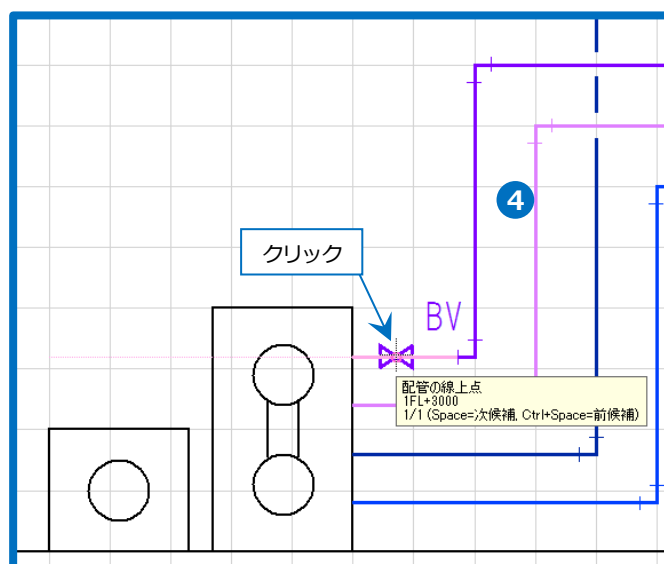 4
クリック
BV
配管の線上点
1FL+3000
1/1 (Space=次候補, Ctrl+Space=前候補)